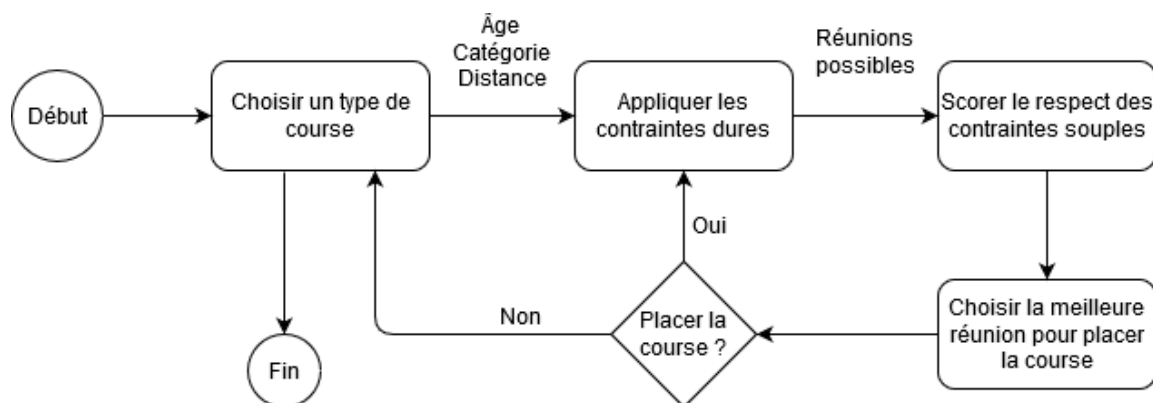 Début
Choisir un type de
course
Âge
Catégorie
Distance
Appliquer les
contraintes dures
Réunions
possibles
Scorer le respect des
contraintes souples
Oui
Non
Placer la
course ?
Choisir la meilleure
réunion pour placer
la course
Fin